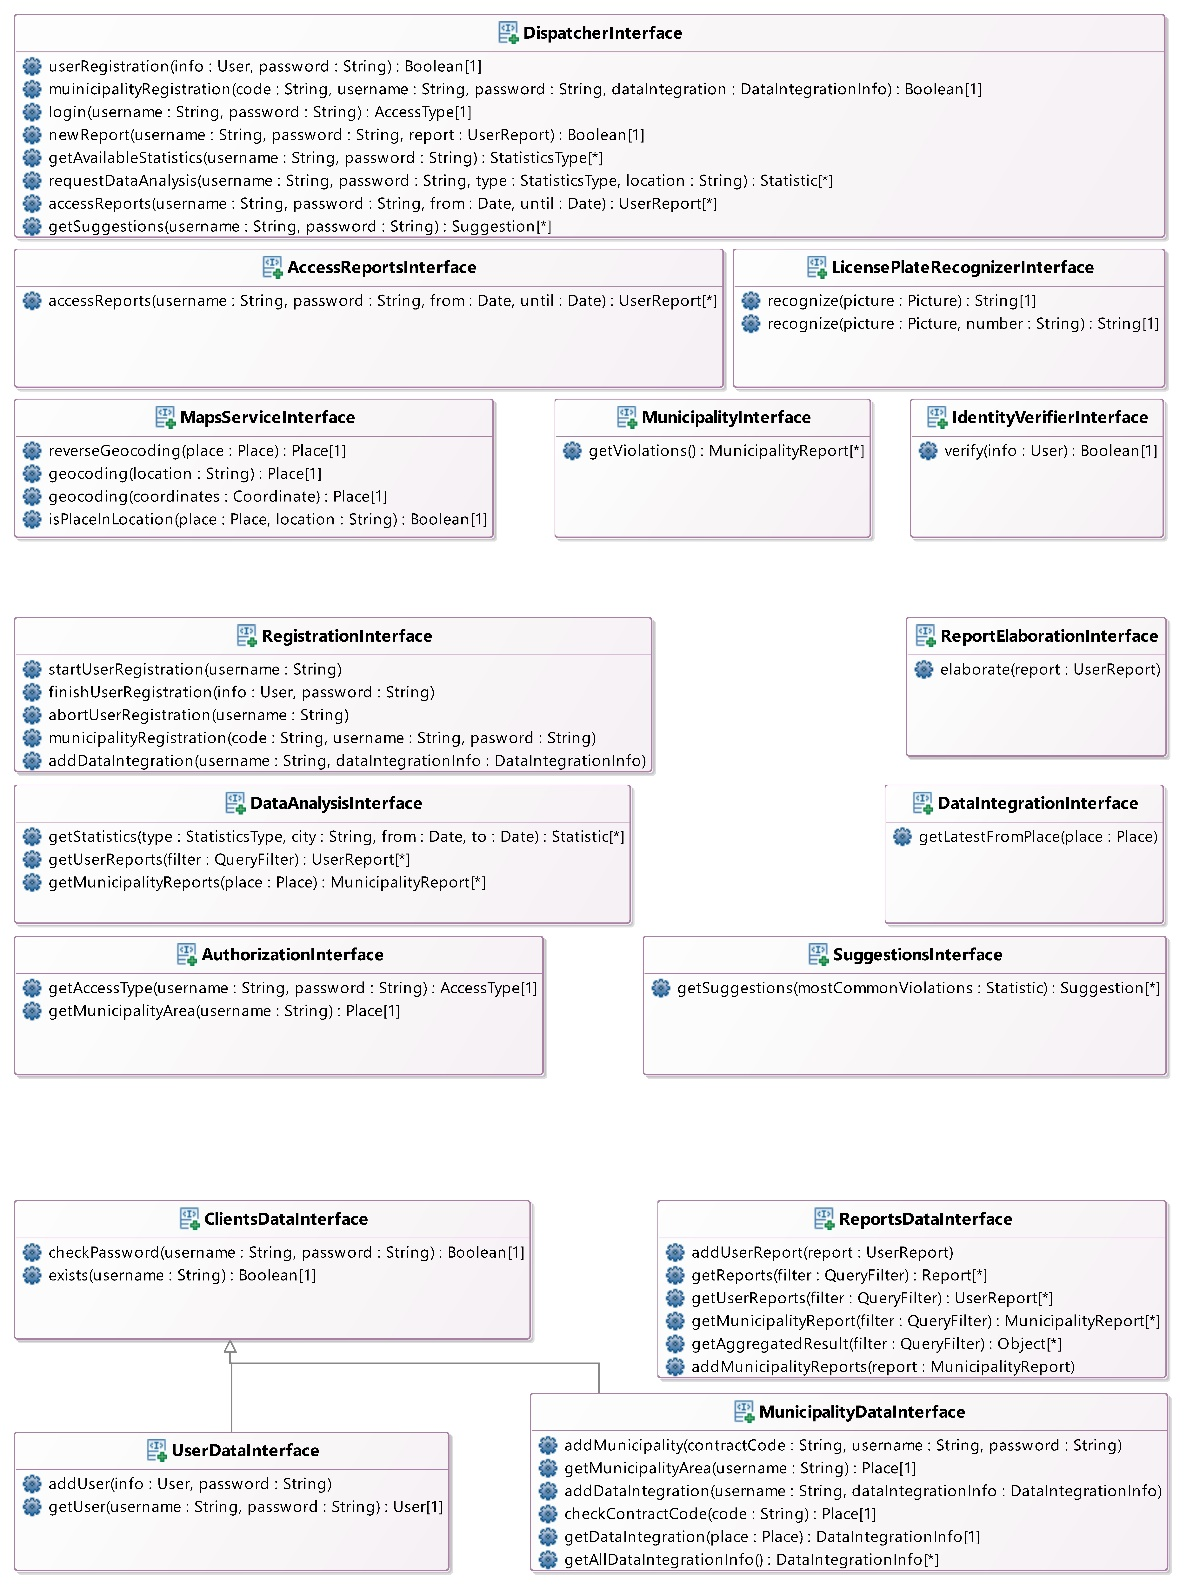 DispatcherInterface
userRegistration(info : User, password : String) : Boolean[1]
muinicipalityRegistration(code : String, username : String, password : String, dataIntegration : DataIntegrationInfo) : Boolean[1]
login(username : String, password : String) : AccessType[1]
newReport(username : String, password : String, report : UserReport) : Boolean[1]
getAvailableStatistics(username : String, password : String) : StatisticsType[*]
requestDataAnalysis(username : String, password : String, type : StatisticsType, location : String) : Statistic[*]
accessReports(username : String, password : String, from : Date, until : Date) : UserReport[*]
getSuggestions(username : String, password : String) : Suggestion[*]
AccessReportsInterface
accessReports(username : String, password : String, from : Date, until : Date) : UserReport[*]
LicensePlateRecognizerInterface
recognize(picture : Picture) : String[1]
recognize(picture : Picture, number : String) : String[1]
MapsServiceInterface
reverseGeocoding(place : Place) : Place[1]
geocoding(location : String) : Place[1]
geocoding(coordinates : Coordinate) : Place[1]
isPlaceInLocation(place : Place, location : String) : Boolean[1]
MunicipalityInterface
getViolations() : MunicipalityReport[*]
IdentityVerifierInterface
verify(info : User) : Boolean[1]
RegistrationInterface
startUserRegistration(username : String)
finishUserRegistration(info : User, password : String)
abortUserRegistration(username : String)
municipalityRegistration(code : String, username : String, pasword : String)
addDataIntegration(username : String, dataIntegrationInfo : DataIntegrationInfo)
ReportElaborationInterface
elaborate(report : UserReport)
DataAnalysisInterface
getStatistics(type : StatisticsType, city : String, from : Date, to : Date) : Statistic[*]
getUserReports(filter : QueryFilter) : UserReport[*]
getMunicipalityReports(place : Place) : MunicipalityReport[*]
DataIntegrationInterface
getLatestFromPlace(place : Place)
AuthorizationInterface
getAccessType(username : String, password : String) : AccessType[1]
getMunicipalityArea(username : String) : Place[1]
SuggestionsInterface
getSuggestions(mostCommonViolations : Statistic) : Suggestion[*]
ClientsDataInterface
checkPassword(username : String, password : String) : Boolean[1]
exists(username : String) : Boolean[1]
ReportsDataInterface
addUserReport(report : UserReport)
getReports(filter : QueryFilter) : Report[*]
getUserReports(filter : QueryFilter) : UserReport[*]
getMunicipalityReport(filter : QueryFilter) : MunicipalityReport[*]
getAggregatedResult(filter : QueryFilter) : Object[*]
addMunicipalityReports(report : MunicipalityReport)
UserDataInterface
addUser(info : User, password : String)
getUser(username : String, password : String) : User[1]
MunicipalityDataInterface
addMunicipality(contractCode : String, username : String, password : String)
getMunicipalityArea(username : String) : Place[1]
addDataIntegration(username : String, dataIntegrationInfo : DataIntegrationInfo)
checkContractCode(code : String) : Place[1]
getDataIntegration(place : Place) : DataIntegrationInfo[1]
getAllDataIntegrationInfo() : DataIntegrationInfo[*]